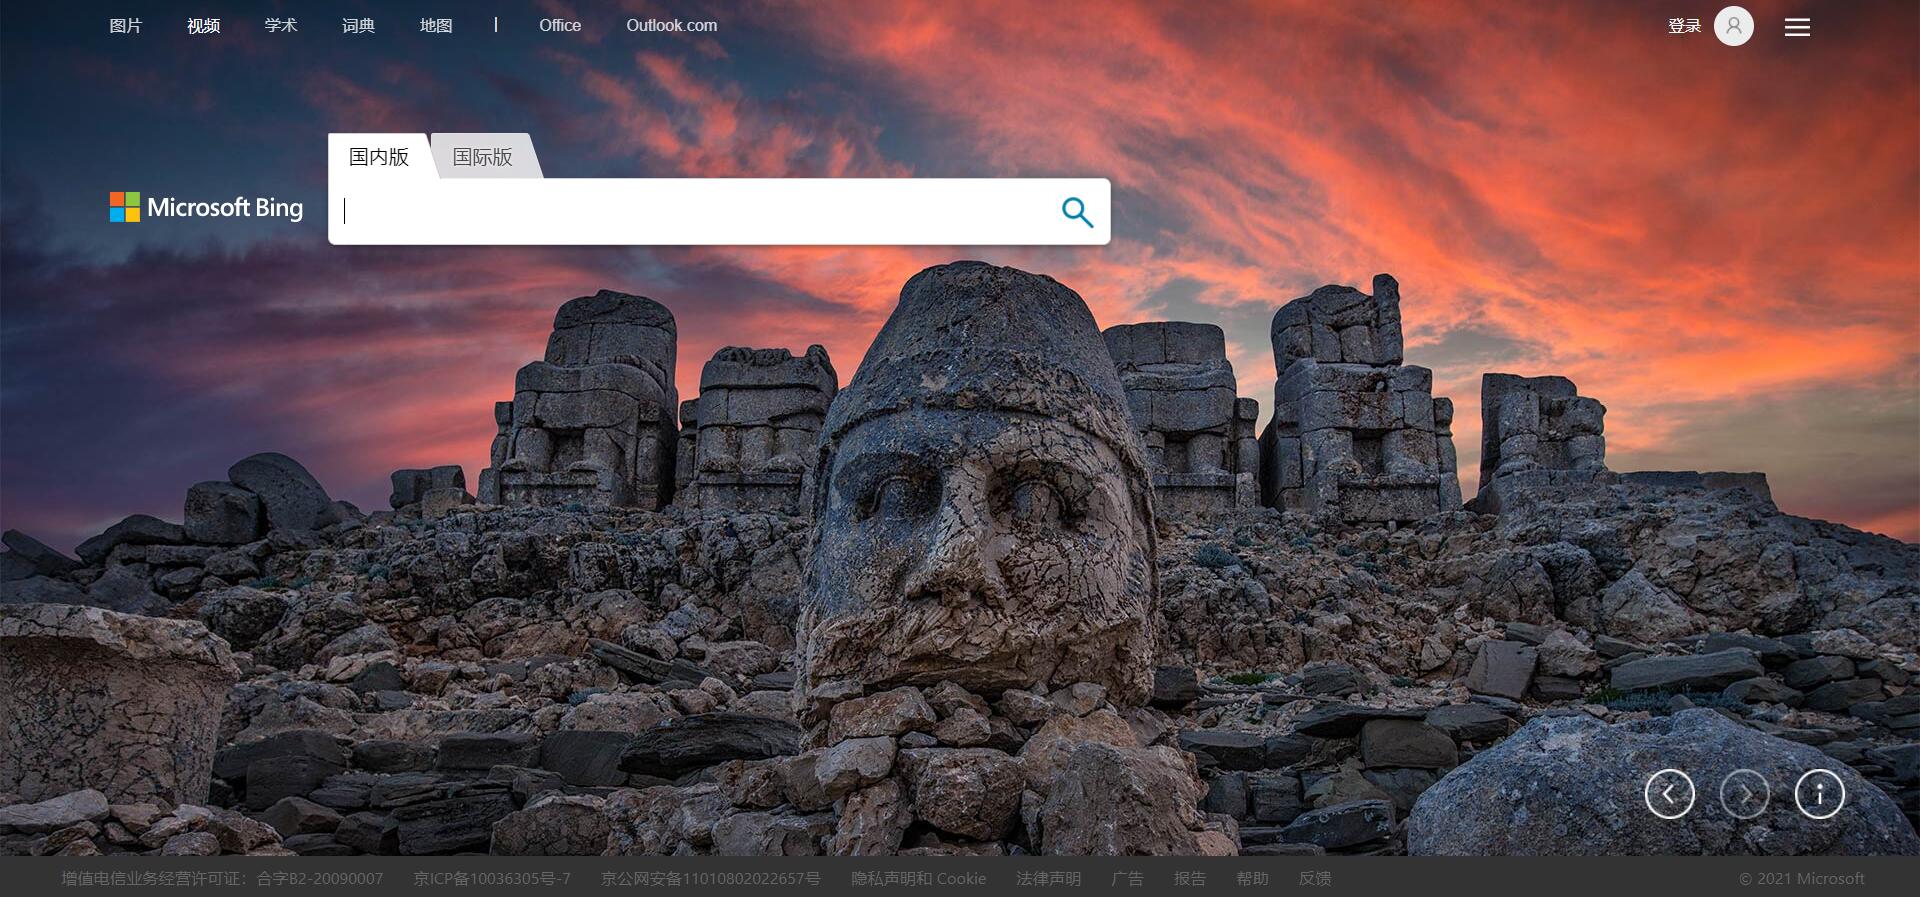 图片 视频 学术 词典 地图 | Office Outlook.com 登录
国内版 国际版
Microsoft Bing
增值电信业务经营许可证：合字B2-20090007 京ICP备10036305号-7 京公网安备11010802022657号 隐私声明和 Cookie 法律声明 广告 报告 帮助 反馈 © 2021 Microsoft